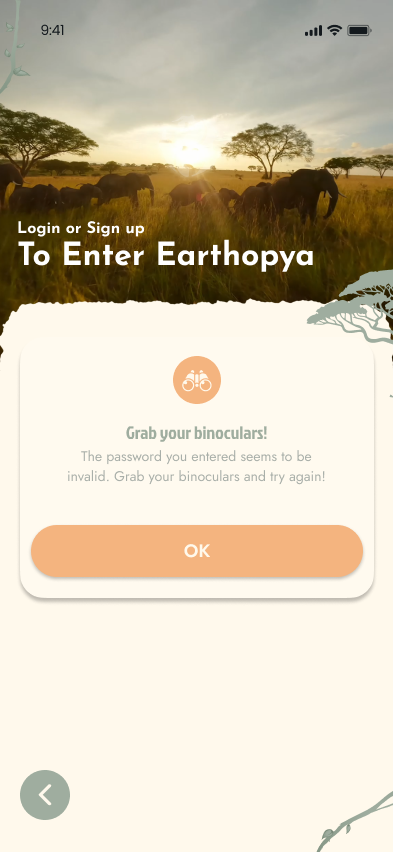 9:41
Login or Sign up
To Enter Earthopya
Grab your binoculars!
The password you entered seems to be
invalid. Grab your binoculars and try again!
OK